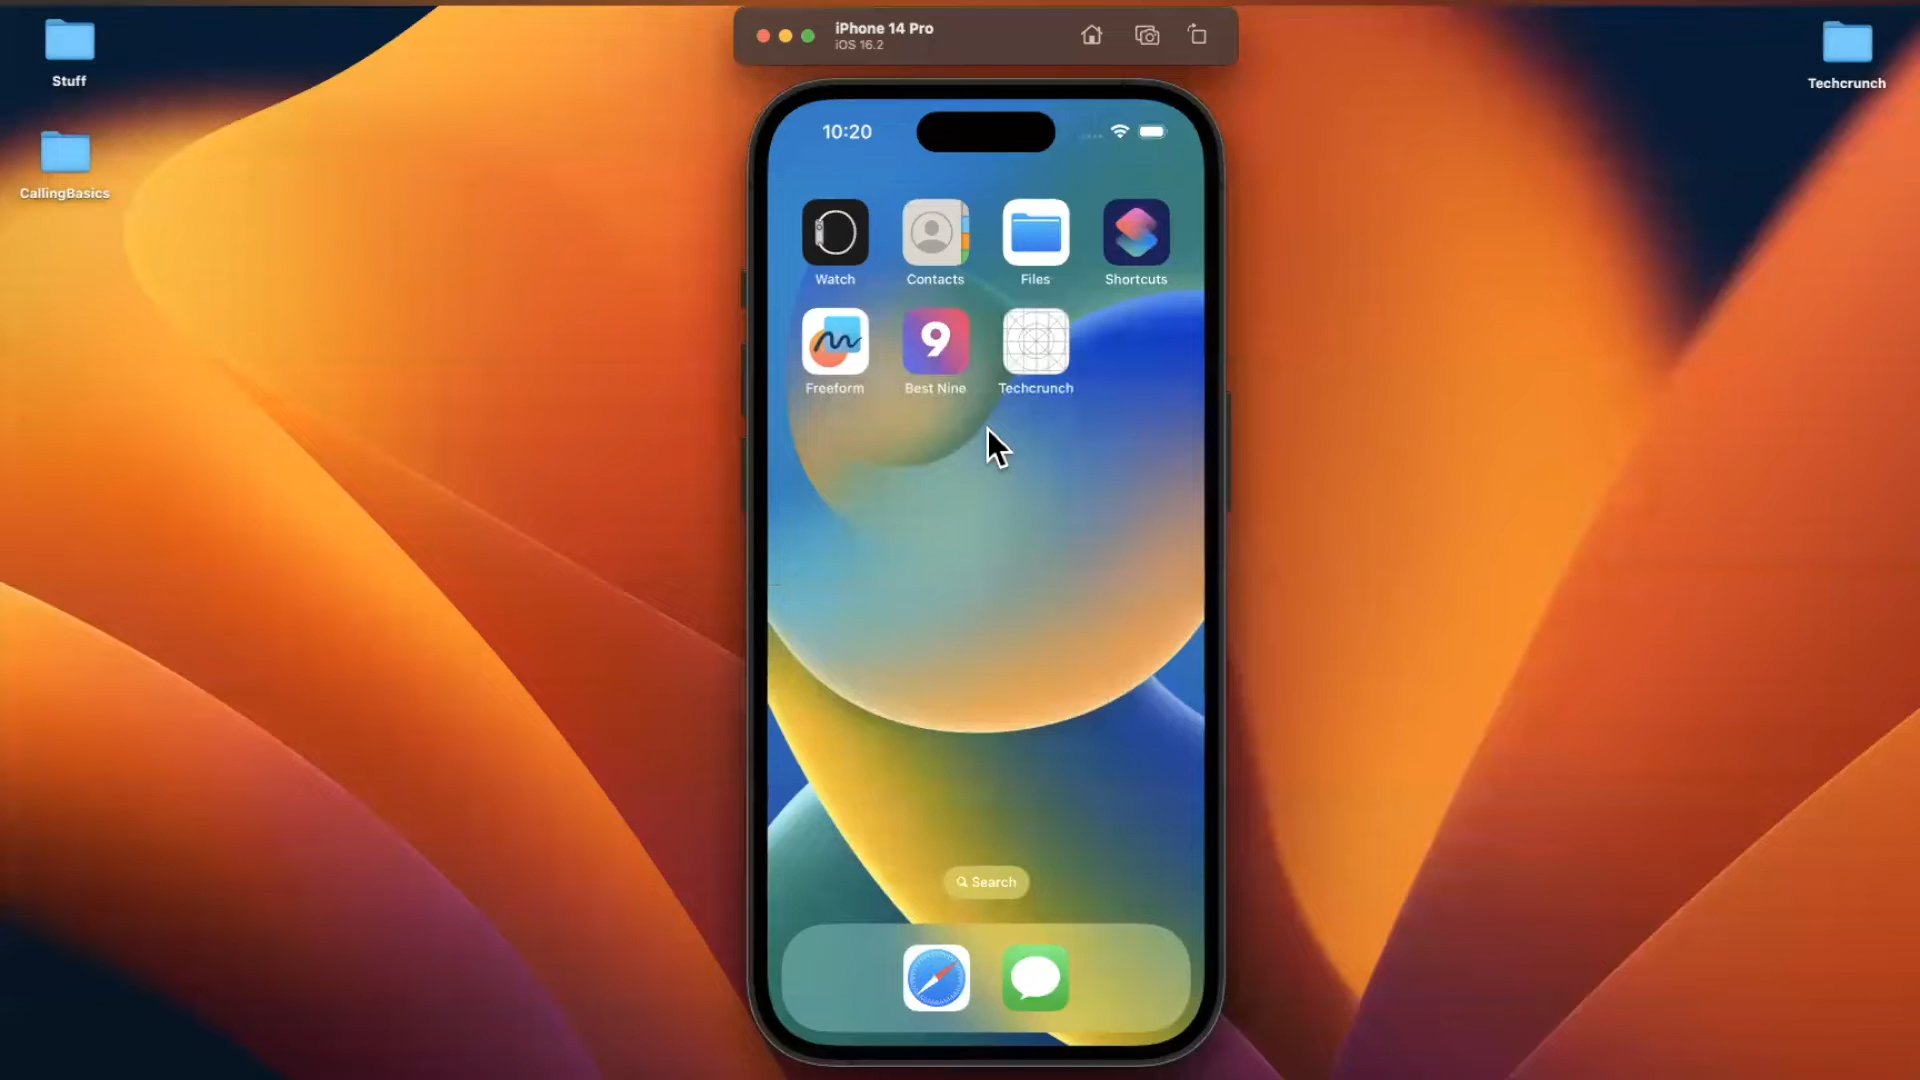 iPhone 14 Pro
iOS 16.2
Stuff
Techcrunch
CallingBasics
10:20
Watch
Contacts
Files
Shortcuts
9
Freeform
Best Nine
Techcrunch
Search